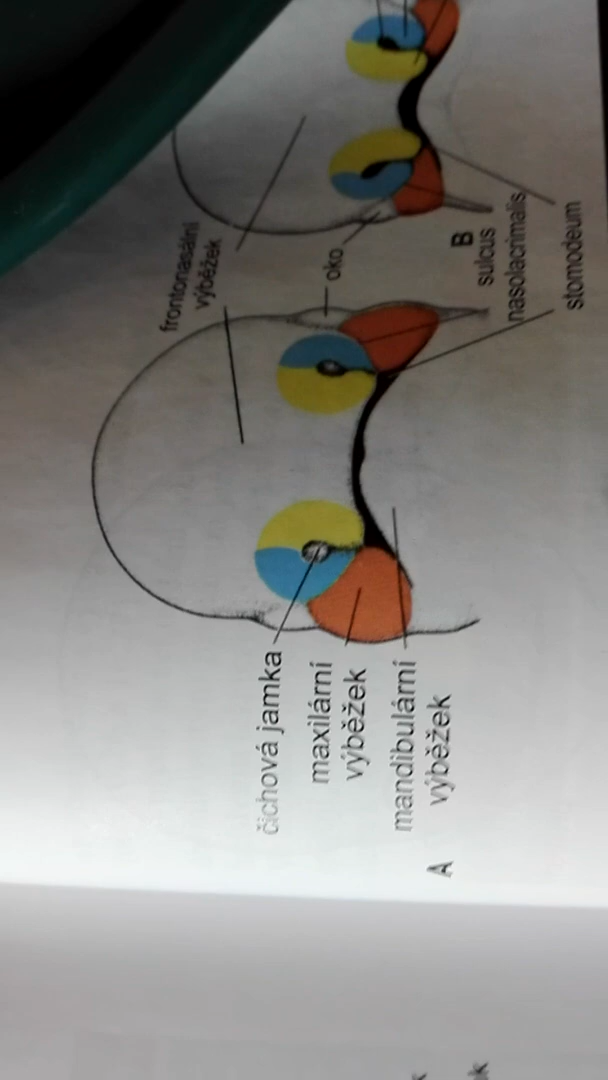 frontonasální
výběžek
čichová jamka
oko
maxilární
výběžek
mandibulární
výběžek
A
B
sulcus
nasolacrimalis
stomodeum